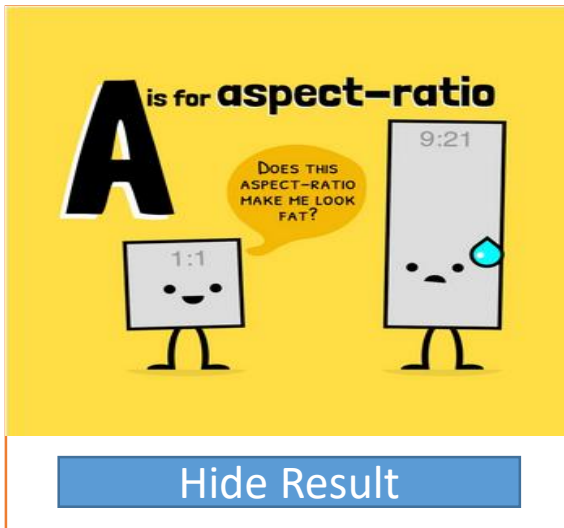 A is for aspect-ratio
DOES THIS
ASPECT-RATIO
MAKE ME LOOK
FAT?
9:21
1:1
Hide Result